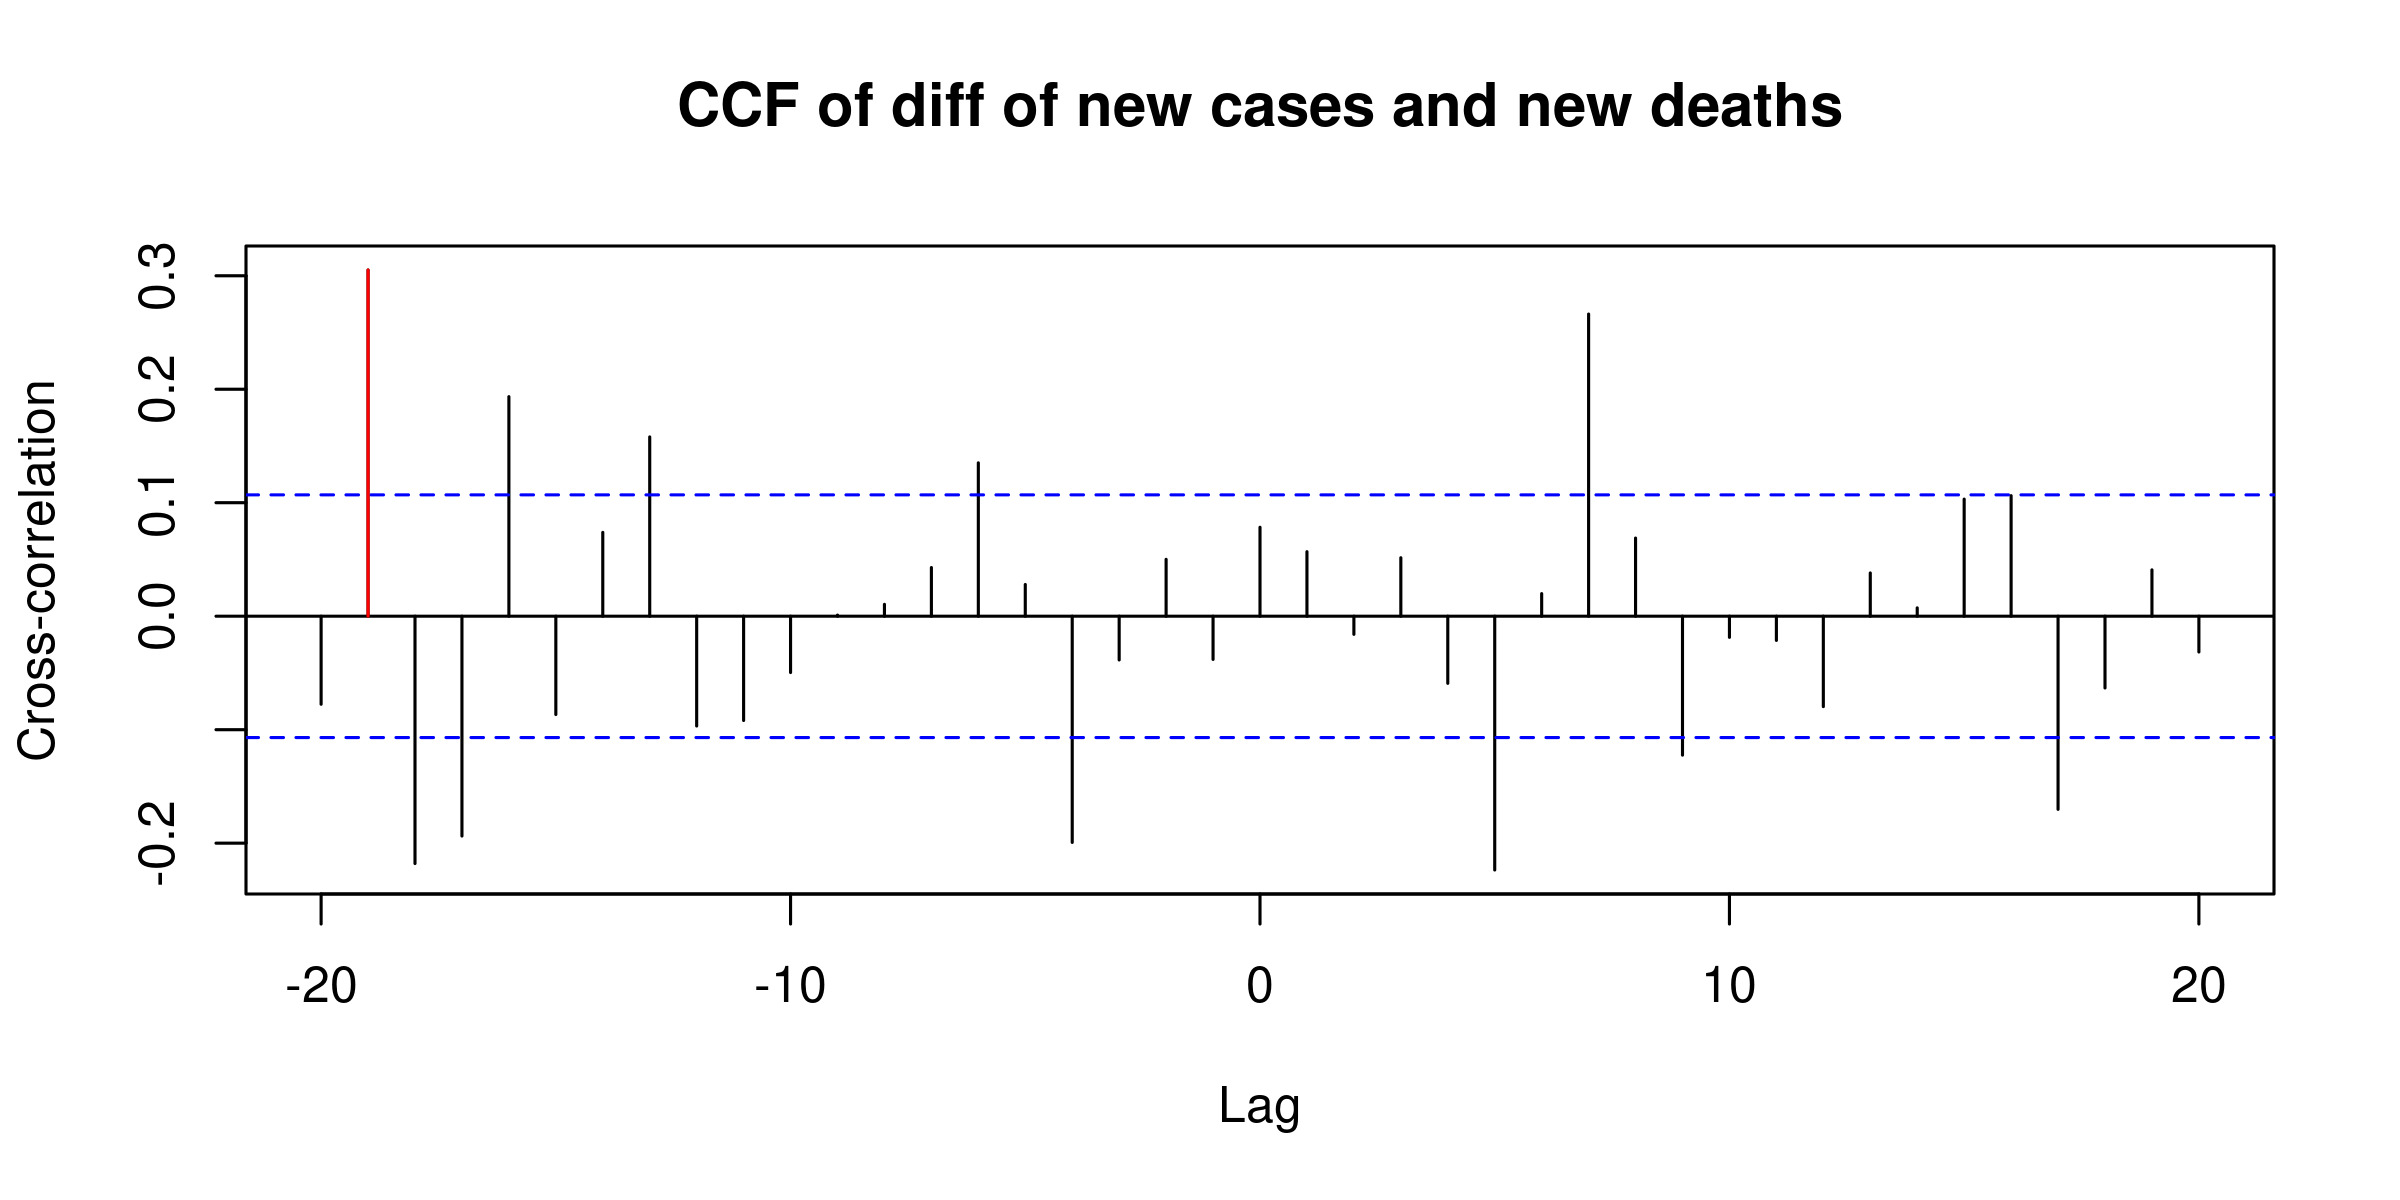 CCF of diff of new cases and new deaths
Cross-correlation
0.3
0.2
0.1
0.0
-0.2
-20 -10 0 10 20
Lag